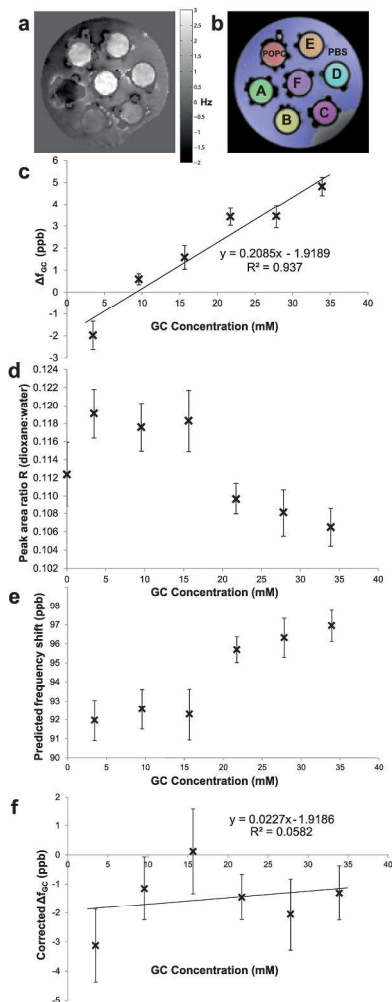 a
b
3
2.5
2
1.5
1
0.5
0
-0.5
-1
-1.5
-2
Hz
POPC
E
PBS
D
A
F
B
C
c
6
5
4
3
2
1
0
-1
-2
-3
Δf_GC (ppb)
0 5 10 15 20 25 30 35 40
y = 0.2085x - 1.9189
R² = 0.937
GC Concentration (mM)
d
0.124
0.122
0.120
0.118
0.116
0.114
0.112
0.110
0.108
0.106
0.104
0.102
Peak area ratio R (dioxane:water)
0 5 10 15 20 25 30 35 40
GC Concentration (mM)
e
98
97
96
95
94
93
92
91
90
Predicted frequency shift (ppb)
0 5 10 15 20 25 30 35 40
GC Concentration (mM)
f
2
1
0
-1
-2
-3
-4
-5
Corrected Δf_GC (ppb)
y = 0.0227x - 1.9186
R² = 0.0582
0 5 10 15 20 25 30 35 40
GC Concentration (mM)